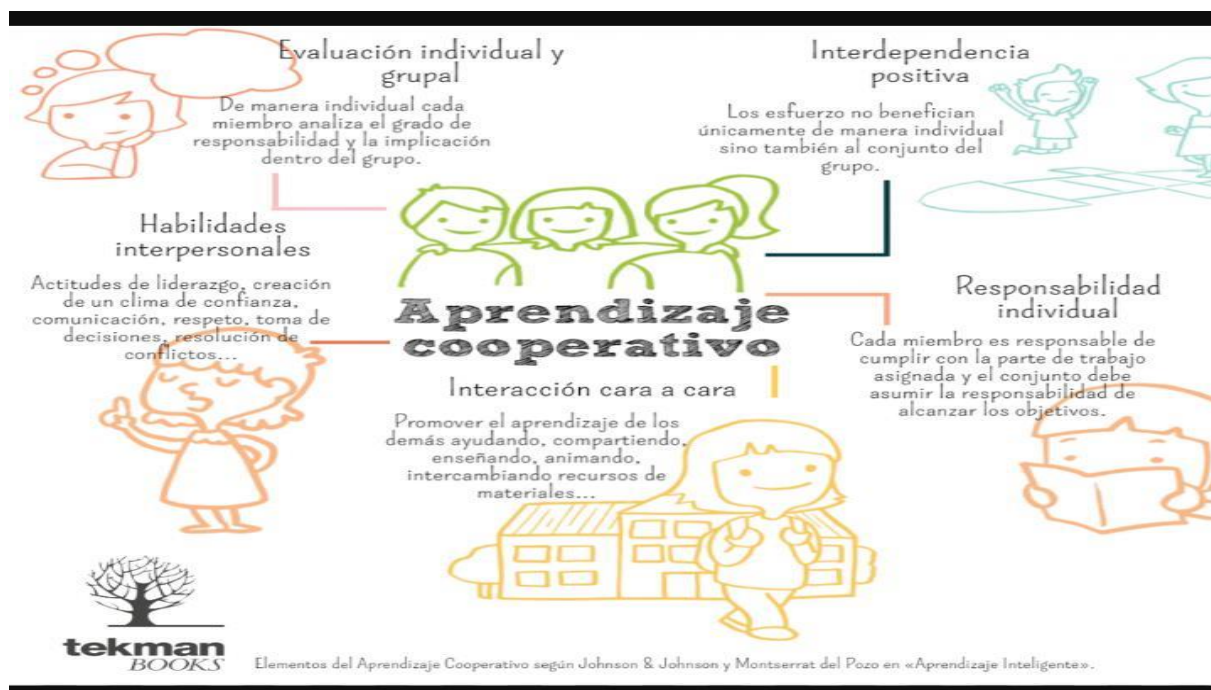 Evaluación individual y
grupal
De manera individual cada
miembro analiza el grado de
responsabilidad y la implicación
dentro del grupo.
Interdependencia
positiva
Los esfuerzo no benefician
únicamente de manera individual
sino también al conjunto del
grupo.
Habilidades
interpersonales
Actitudes de liderazgo, creación
de un clima de confianza,
comunicación, respeto, toma de
decisiones, resolución de
conflictos...
Aprendizaje
cooperativo
Responsabilidad
individual
Cada miembro es responsable de
cumplir con la parte de trabajo
asignada y el conjunto debe
asumir la responsabilidad de
alcanzar los objetivos.
Interacción cara a cara
Promover el aprendizaje de los
demás ayudando, compartiendo,
enseñando, animando,
intercambiando recursos de
materiales...
tekman
BOOKS
Elementos del Aprendizaje Cooperativo según Johnson & Johnson y Montserrat del Pozo en «Aprendizaje Inteligente».